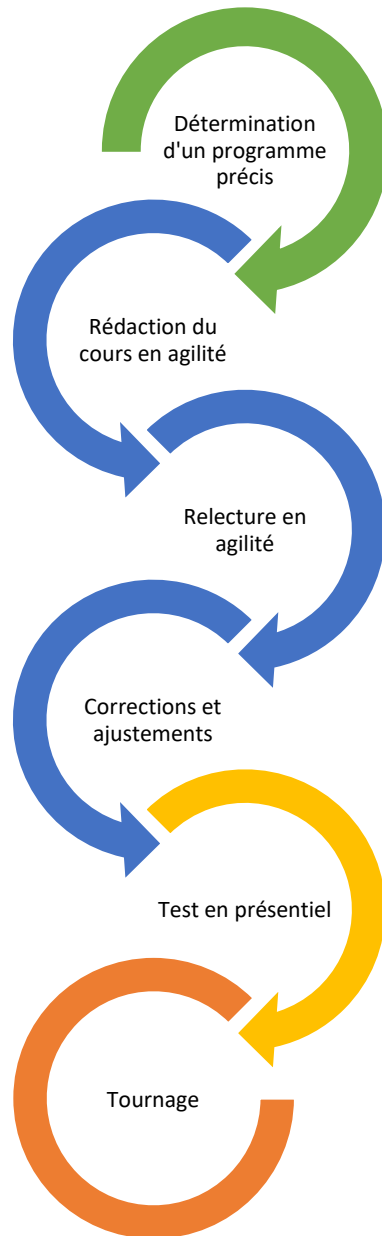 Détermination
d'un programme
précis
Rédaction du
cours en agilité
Relecture en
agilité
Corrections et
ajustements
Test en présentiel
Tournage